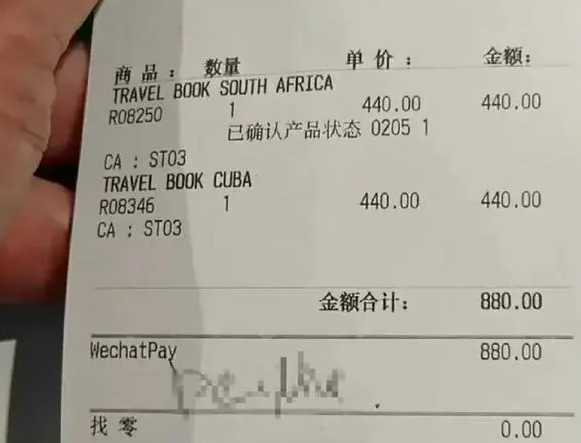 商 品 : 数量 单 价 : 金额:
TRAVEL BOOK SOUTH AFRICA
R08250 1 440.00 440.00
已确认产品状态 0205 1
CA : ST03
TRAVEL BOOK CUBA
R08346 1 440.00 440.00
CA : ST03
金额合计: 880.00
WechatPay 880.00
找 零 0.00